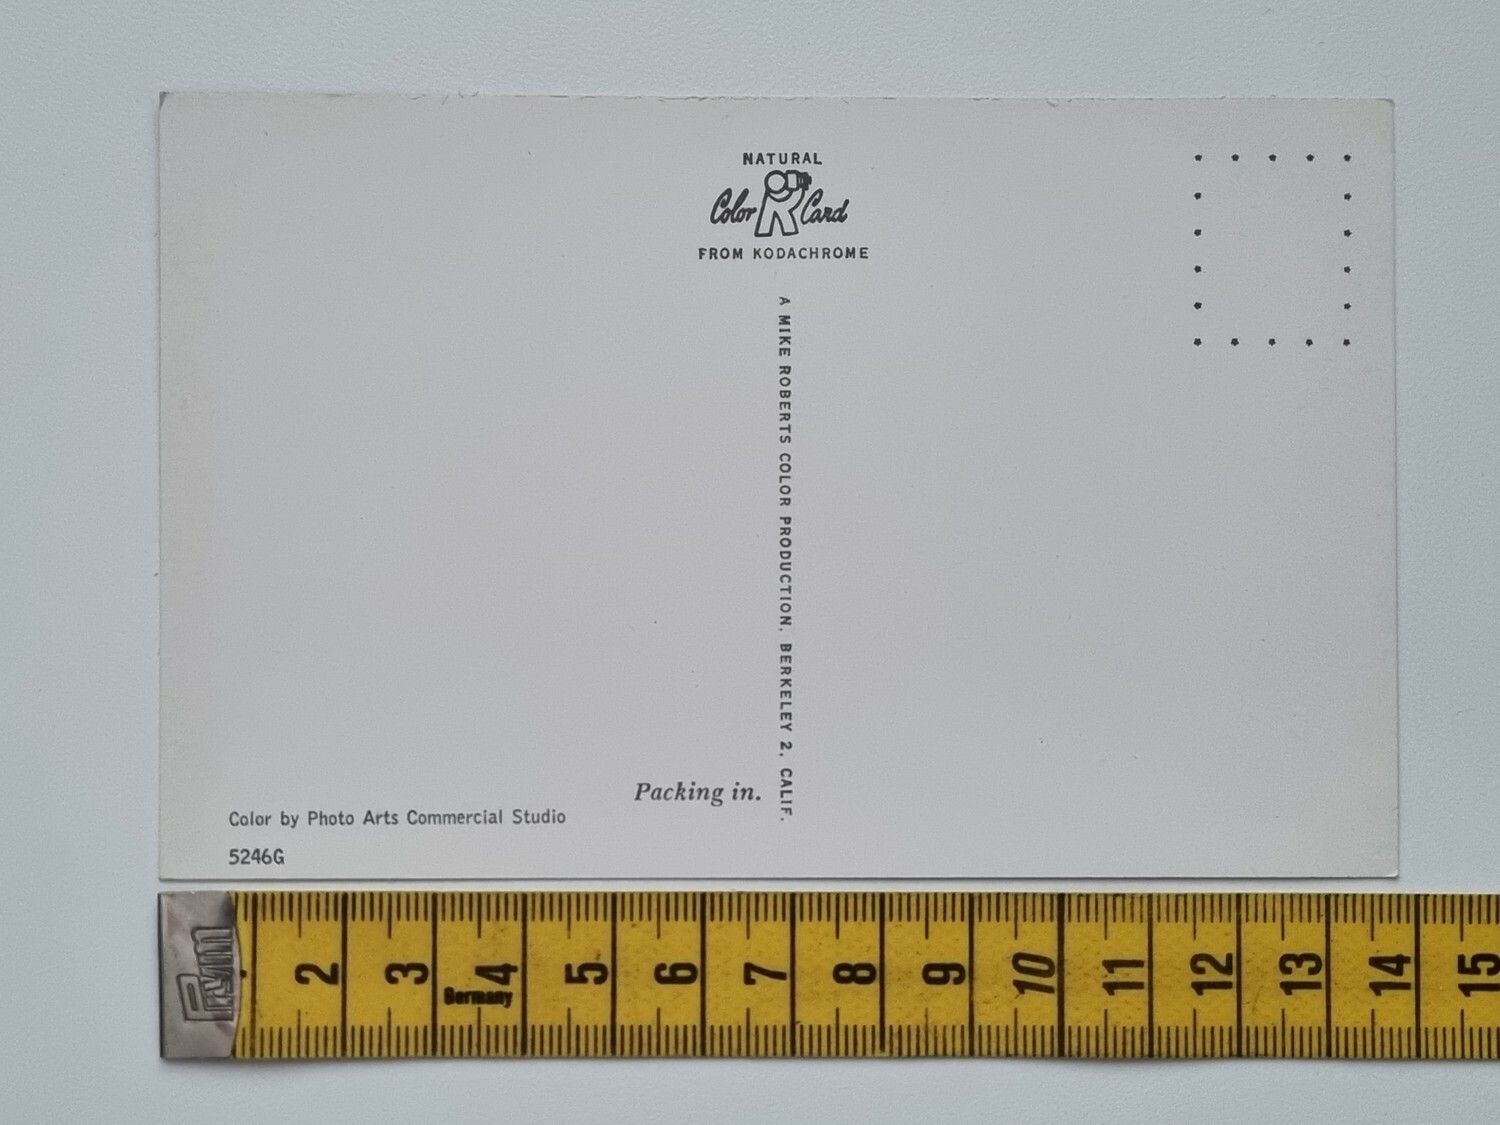 NATURAL
Color Card
FROM KODACHROME
A MIKE ROBERTS COLOR PRODUCTION, BERKELEY 2, CALIF.
Packing in.
Color by Photo Arts Commercial Studio
5246G
Prym
2 3 4 5 6 7 8 9 10 11 12 13 14 15
Germany